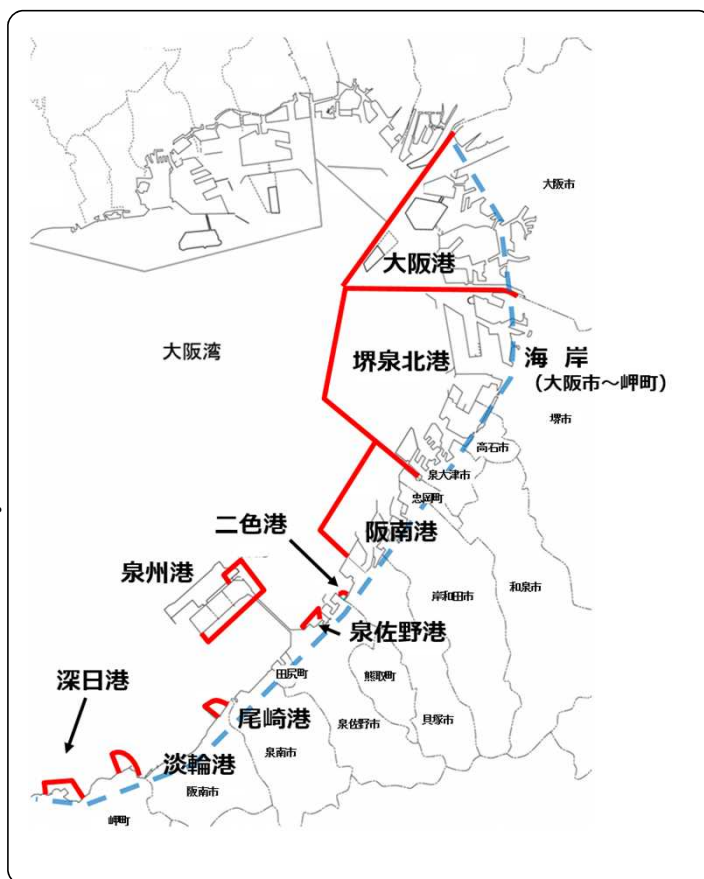 大阪市
大阪港
大阪湾
堺泉北港
海 岸
（大阪市～岬町）
堺市
高石市
泉大津市
忠岡町
二色港
阪南港
泉州港
岸和田市
和泉市
泉佐野港
深日港
田尻町
熊取町
尾崎港
泉佐野市
貝塚市
泉南市
淡輪港
阪南市
岬町